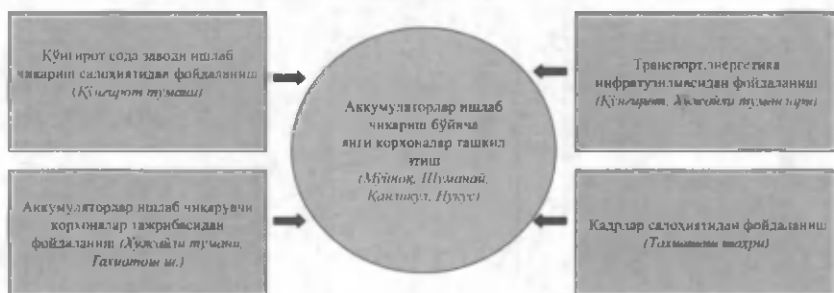 Қўнғирот сода заводи ишлаб
чиқариш салоҳиятидан фойдаланиш
(Қўнғирот тумани)
Аккумуляторлар ишлаб чиқарувчи
корхоналар тажрибасидан
фойдаланиш (Хўжайли тумани,
Тахиатош ш.)
Аккумуляторлар ишлаб
чиқариш бўйича
янги корхоналар ташкил
этиш
(Мўйноқ, Шуманай,
Қанликул, Нукус)
Транспорт, энергетика
инфратузилмасидан фойдаланиш
(Қўнғирот, Хўжайли туманлари)
Кадрлар салоҳиятидан фойдаланиш
(Тахиатош шаҳри)